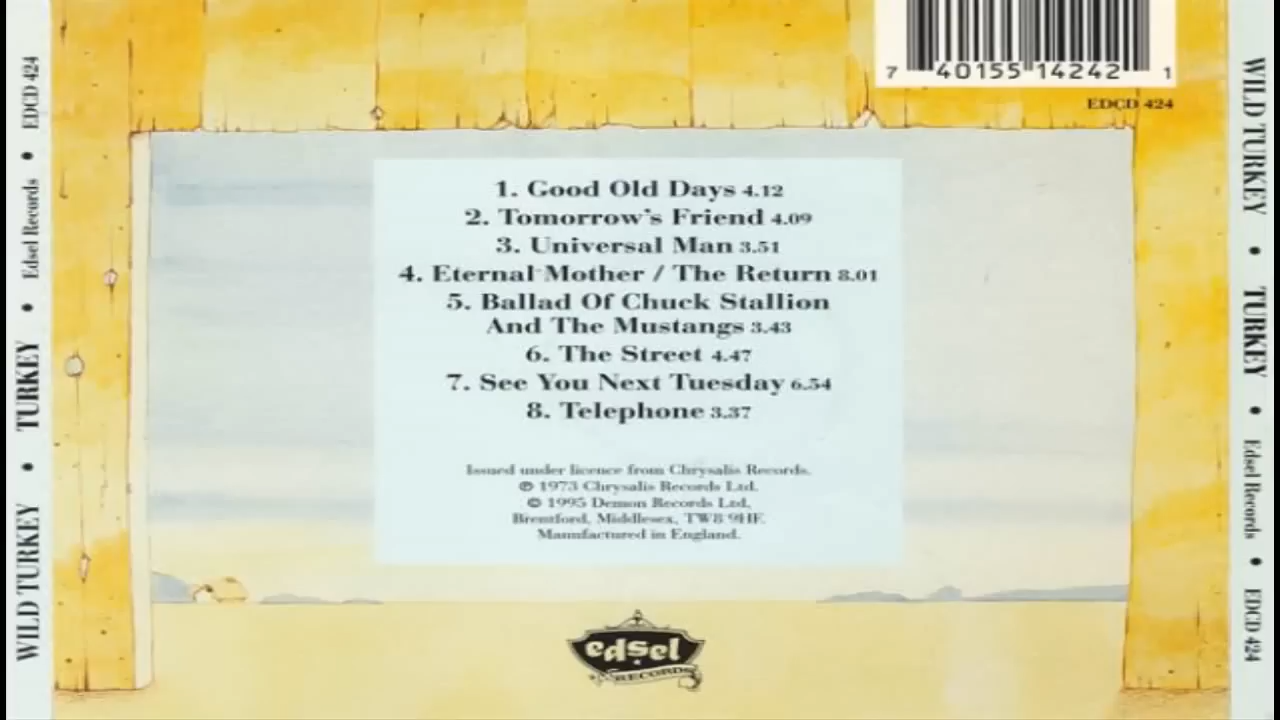 WILD TURKEY • TURKEY • Edsel Records • EDCD 424
7 40155 14242 1
EDCD 424
1. Good Old Days 4.12
2. Tomorrow's Friend 4.09
3. Universal Man 3.51
4. Eternal Mother / The Return 8.01
5. Ballad Of Chuck Stallion
And The Mustangs 3.43
6. The Street 4.47
7. See You Next Tuesday 6.54
8. Telephone 3.37
Issued under licence from Chrysalis Records.
℗ 1973 Chrysalis Records Ltd.
© 1995 Demon Records Ltd,
Brentford, Middlesex, TW8 9HF.
Manufactured in England.
edsel
RECORDS
WILD TURKEY • TURKEY • Edsel Records • EDCD 424